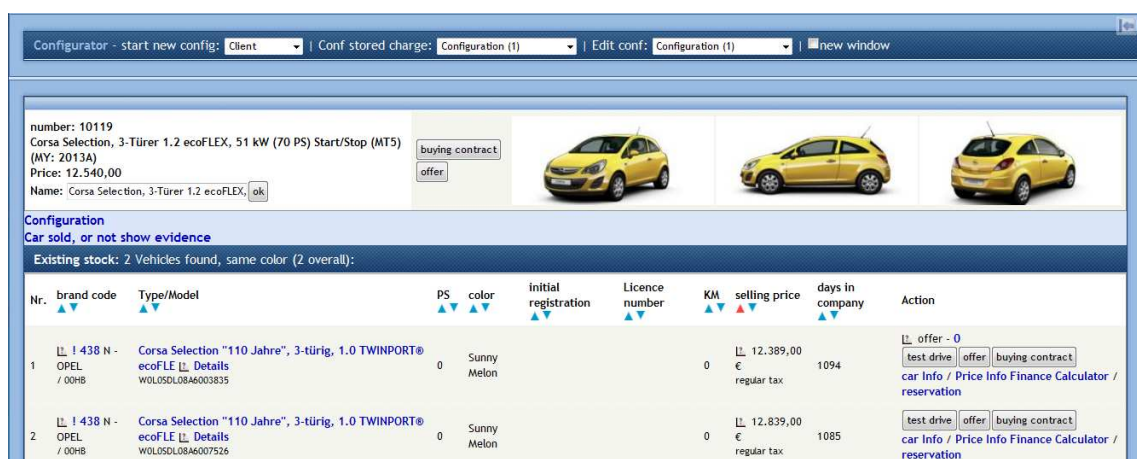 Configurator - start new config: Client | Conf stored charge: Configuration (1) | Edit conf: Configuration (1) | new window
number: 10119
Corsa Selection, 3-Türer 1.2 ecoFLEX, 51 kW (70 PS) Start/Stop (MT5)
(MY: 2013A)
Price: 12.540,00
Name: Corsa Selection, 3-Türer 1.2 ecoFLEX, ok
buying contract
offer
Configuration
Car sold, or not show evidence
Existing stock: 2 Vehicles found, same color (2 overall):
Nr. brand code Type/Model PS color initial registration Licence number KM selling price days in company Action
1 ! 438 N - OPEL / 00HB
Corsa Selection "110 Jahre", 3-türig, 1.0 TWINPORT®
ecoFLE Details
W0L0SDL08A6003835
0 Sunny Melon 0 12.389,00 € regular tax 1094
offer - 0
test drive offer buying contract
car Info / Price Info Finance Calculator /
reservation
2 ! 438 N - OPEL / 00HB
Corsa Selection "110 Jahre", 3-türig, 1.0 TWINPORT®
ecoFLE Details
W0L0SDL08A6007526
0 Sunny Melon 0 12.839,00 € regular tax 1085
test drive offer buying contract
car Info / Price Info Finance Calculator /
reservation